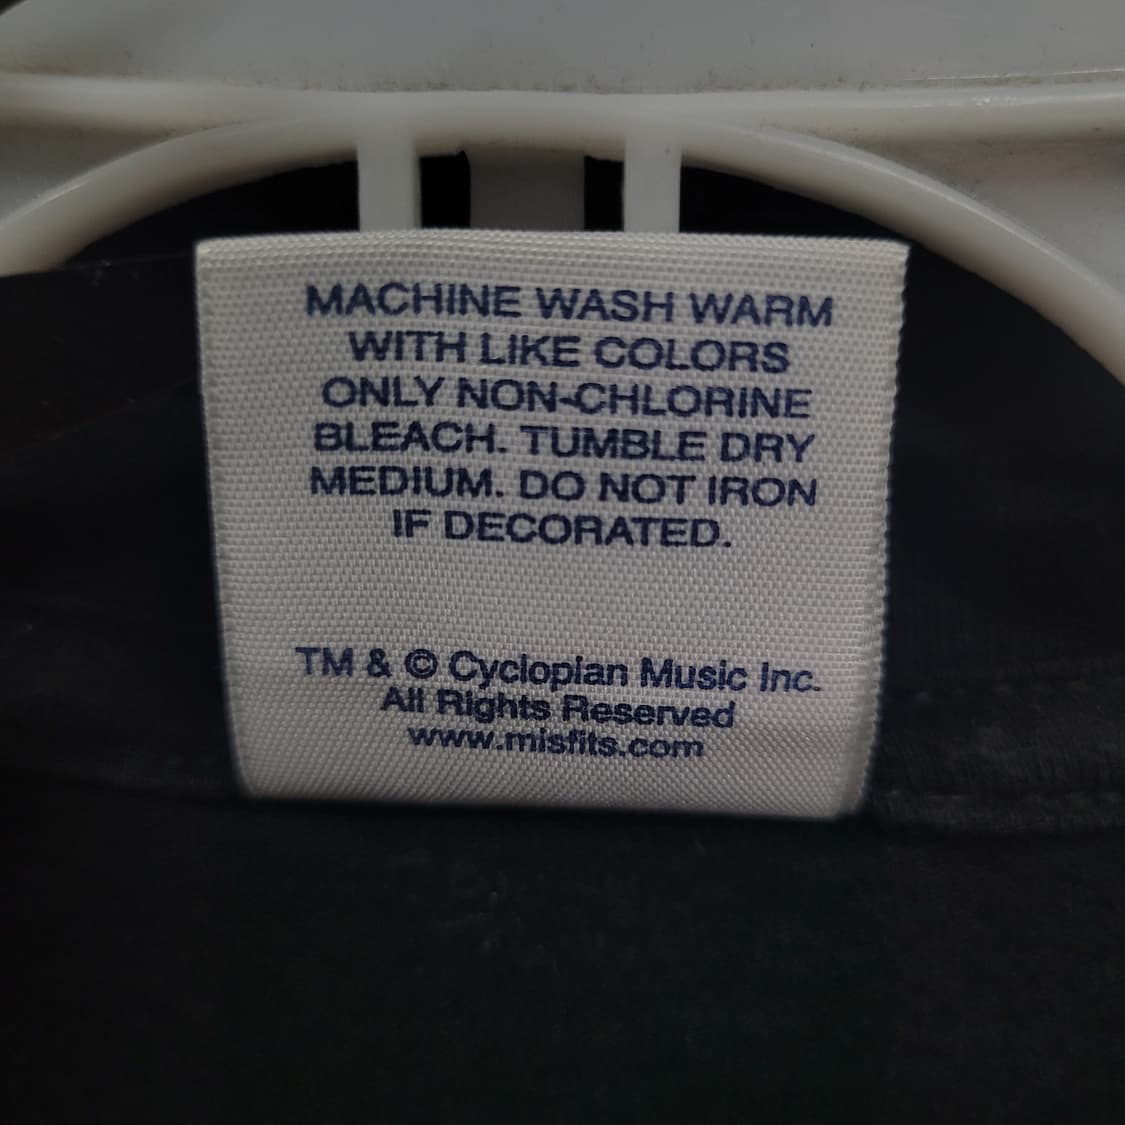 MACHINE WASH WARM
WITH LIKE COLORS
ONLY NON-CHLORINE
BLEACH. TUMBLE DRY
MEDIUM. DO NOT IRON
IF DECORATED.
TM & © Cyclopian Music Inc.
All Rights Reserved
www.misfits.com